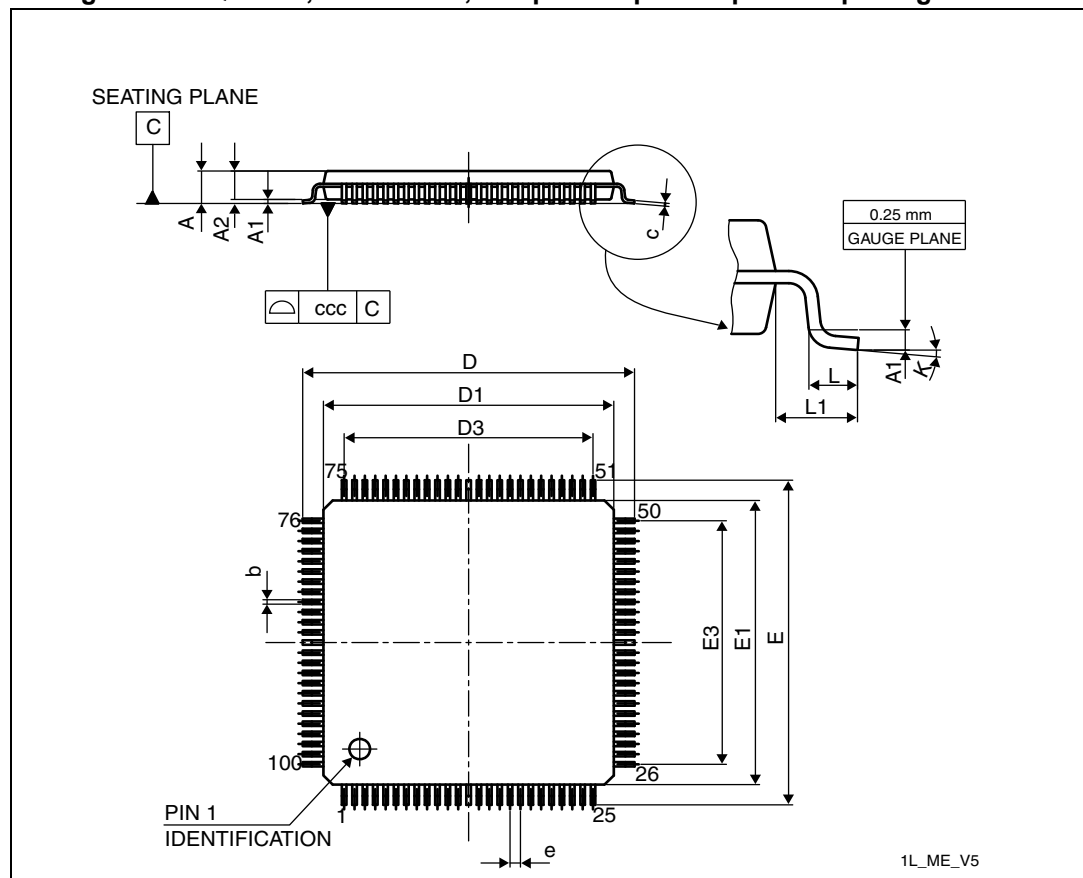 SEATING PLANE
C
A
A2
A1
c
ccc C
0.25 mm
GAUGE PLANE
A1
K
L
L1
D
D1
D3
75
51
76
50
b
E3
E1
E
100
26
PIN 1
IDENTIFICATION
1
25
e
1L_ME_V5